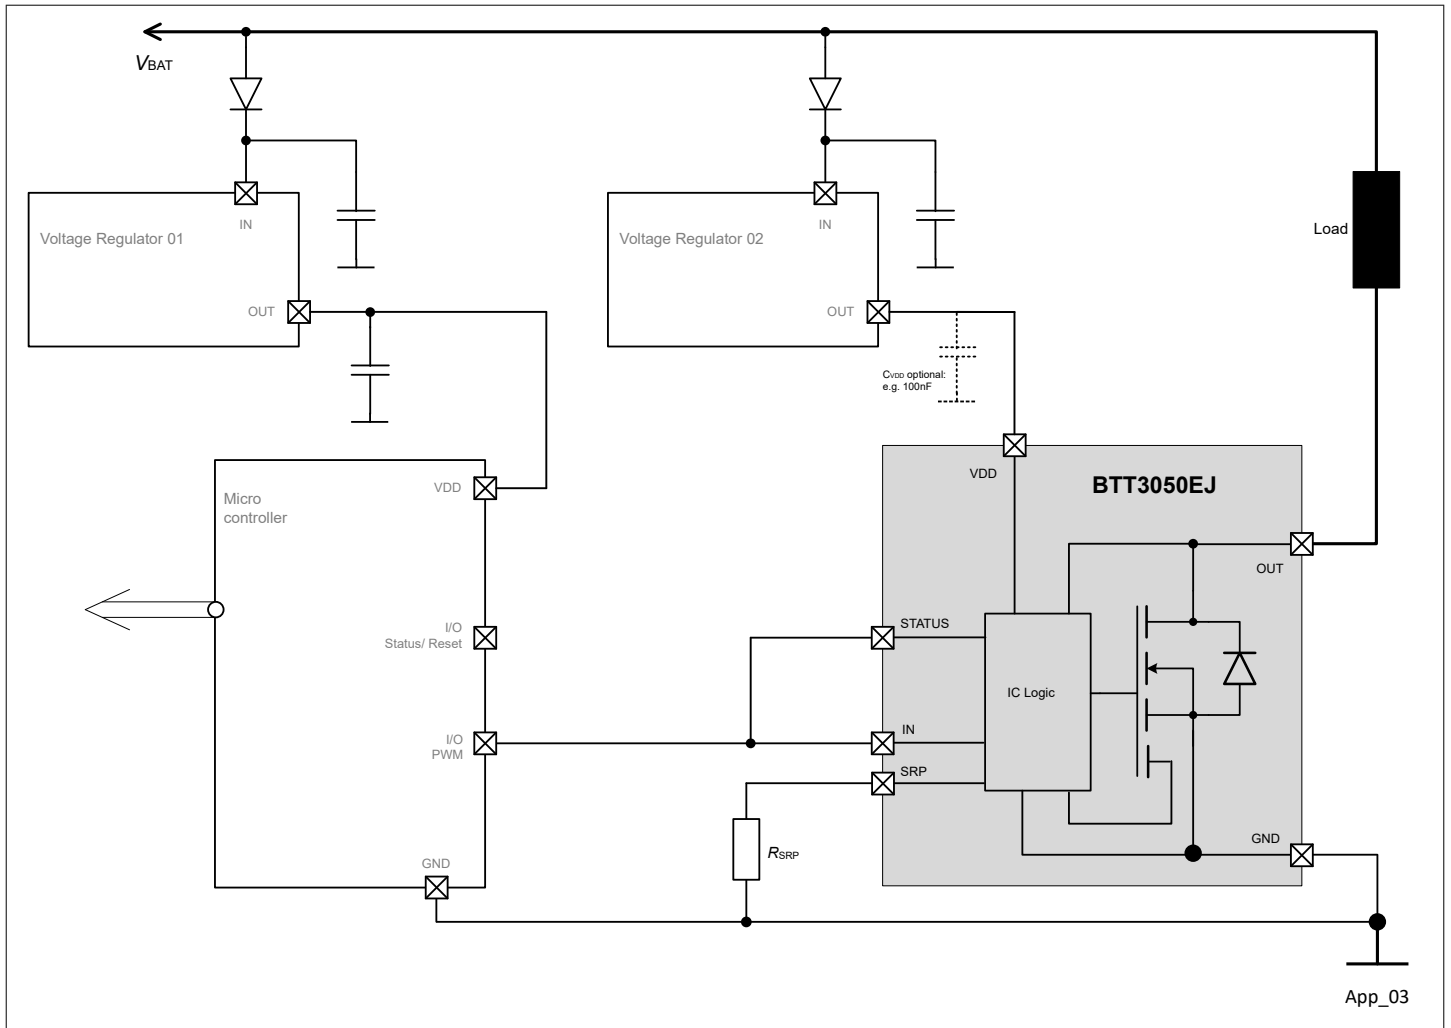 VBAT
IN
Voltage Regulator 01
OUT
IN
Voltage Regulator 02
OUT
CVDD optional:
e.g. 100nF
Load
Micro
controller
VDD
I/O
Status/ Reset
I/O
PWM
GND
VDD
BTT3050EJ
OUT
STATUS
IC Logic
IN
SRP
GND
RSRP
App_03